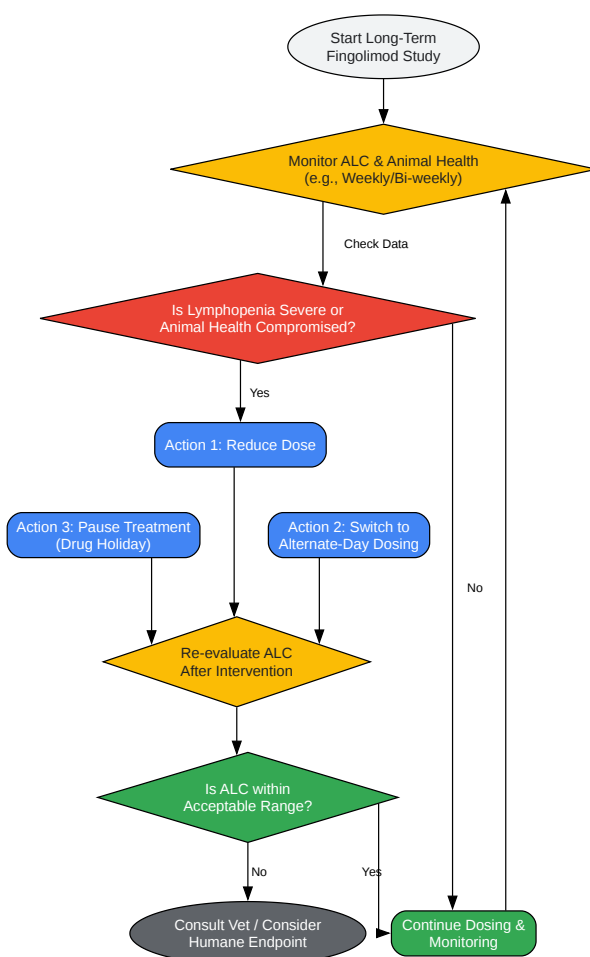 Start Long-Term
Fingolimod Study
Monitor ALC & Animal Health
(e.g., Weekly/Bi-weekly)
Check Data
Is Lymphopenia Severe or
Animal Health Compromised?
Yes
Action 1: Reduce Dose
Action 3: Pause Treatment
(Drug Holiday)
Action 2: Switch to
Alternate-Day Dosing
No
Re-evaluate ALC
After Intervention
Is ALC within
Acceptable Range?
No
Yes
Consult Vet / Consider
Humane Endpoint
Continue Dosing &
Monitoring